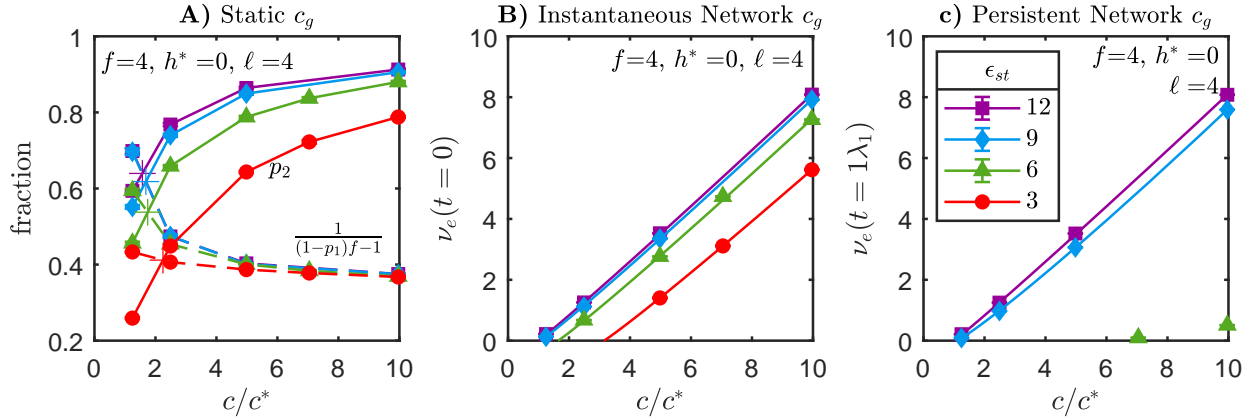 A) Static c_g
f=4, h*=0, ℓ=4
1
0.8
0.6
0.4
0.2
fraction
p_2
1/((1-p_1)f-1)
0 2 4 6 8 10
c/c*
B) Instantaneous Network c_g
f=4, h*=0, ℓ=4
10
8
6
4
2
0
ν_e(t = 0)
0 2 4 6 8 10
c/c*
c) Persistent Network c_g
f=4, h*=0
ℓ=4
10
8
6
4
2
0
ν_e(t = 1λ_1)
ϵ_st
12
9
6
3
0 2 4 6 8 10
c/c*